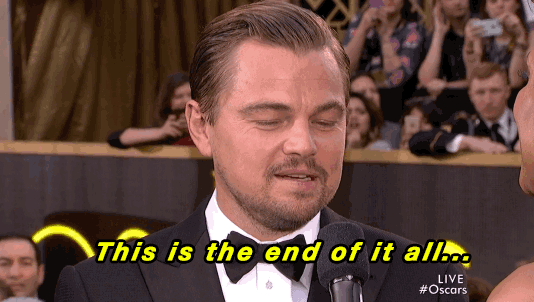 This is the end of it all...
LIVE
#Oscars